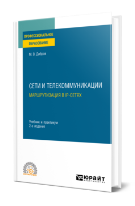 ПРОФЕССИОНАЛЬНОЕ
ОБРАЗОВАНИЕ
М. В. Дибров
СЕТИ И ТЕЛЕКОММУНИКАЦИИ
МАРШРУТИЗАЦИЯ В IP-СЕТЯХ
Учебник и практикум
2-е издание
юрайт